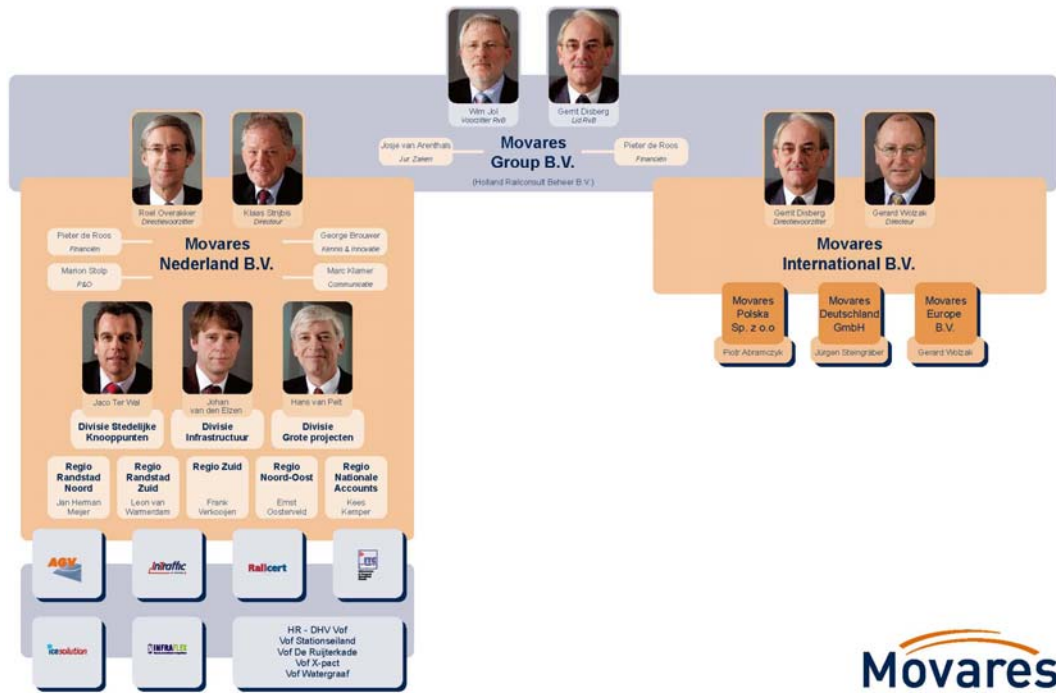 Wim Jol
Voorzitter RvB
Gerrit Disberg
Lid RvB
Josje van Arenthals
Jur Zaken
Movares
Group B.V.
(Holland Railconsult Beheer B.V.)
Pieter de Roos
Financiën
Roel Overakker
Directievoorzitter
Klaas Strijbis
Directeur
Pieter de Roos
Financiën
Marion Stolp
P&O
Movares
Nederland B.V.
George Brouwer
Kennis & Innovatie
Marc Klamer
Communicatie
Jaco Ter Wal
Johan
van den Elzen
Hans van Pelt
Divisie Stedelijke
Knooppunten
Divisie
Infrastructuur
Divisie
Grote projecten
Regio
Randstad
Noord
Jan Herman
Meijer
Regio
Randstad
Zuid
Leon van
Warmerdam
Regio Zuid
Frank
Verkooijen
Regio
Noord-Oost
Ernst
Oosterveld
Regio
Nationale
Accounts
Kees
Kemper
AGV
InTraffic
Railcert
icesolution
INFRAFLEX
HR - DHV Vof
Vof Stationseiland
Vof De Ruijterkade
Vof X-pact
Vof Watergraaf
Gerrit Disberg
Directievoorzitter
Gerard Wolzak
Directeur
Movares
International B.V.
Movares
Polska
Sp. z o.o
Piotr Abramczyk
Movares
Deutschland
GmbH
Jürgen Steingräber
Movares
Europe
B.V.
Gerard Wolzak
Movares